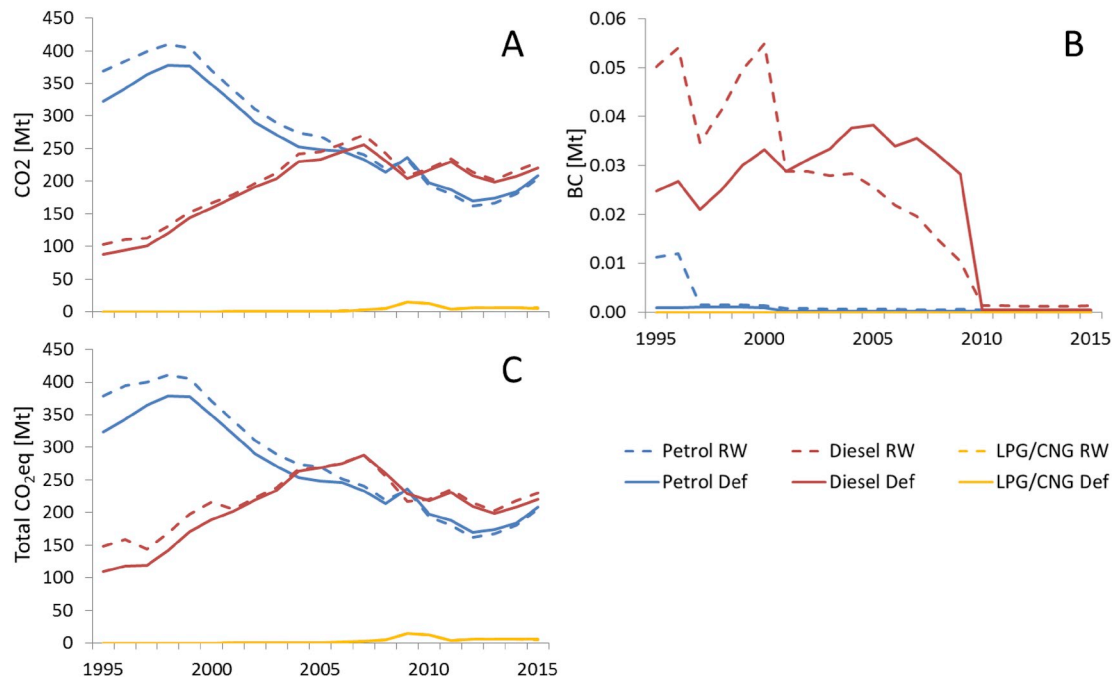 A
CO2 [Mt]
450
400
350
300
250
200
150
100
50
0
B
BC [Mt]
0.06
0.05
0.04
0.03
0.02
0.01
0.00
1995 2000 2005 2010 2015
C
Total CO₂eq [Mt]
450
400
350
300
250
200
150
100
50
0
1995 2000 2005 2010 2015
Petrol RW Diesel RW LPG/CNG RW
Petrol Def Diesel Def LPG/CNG Def